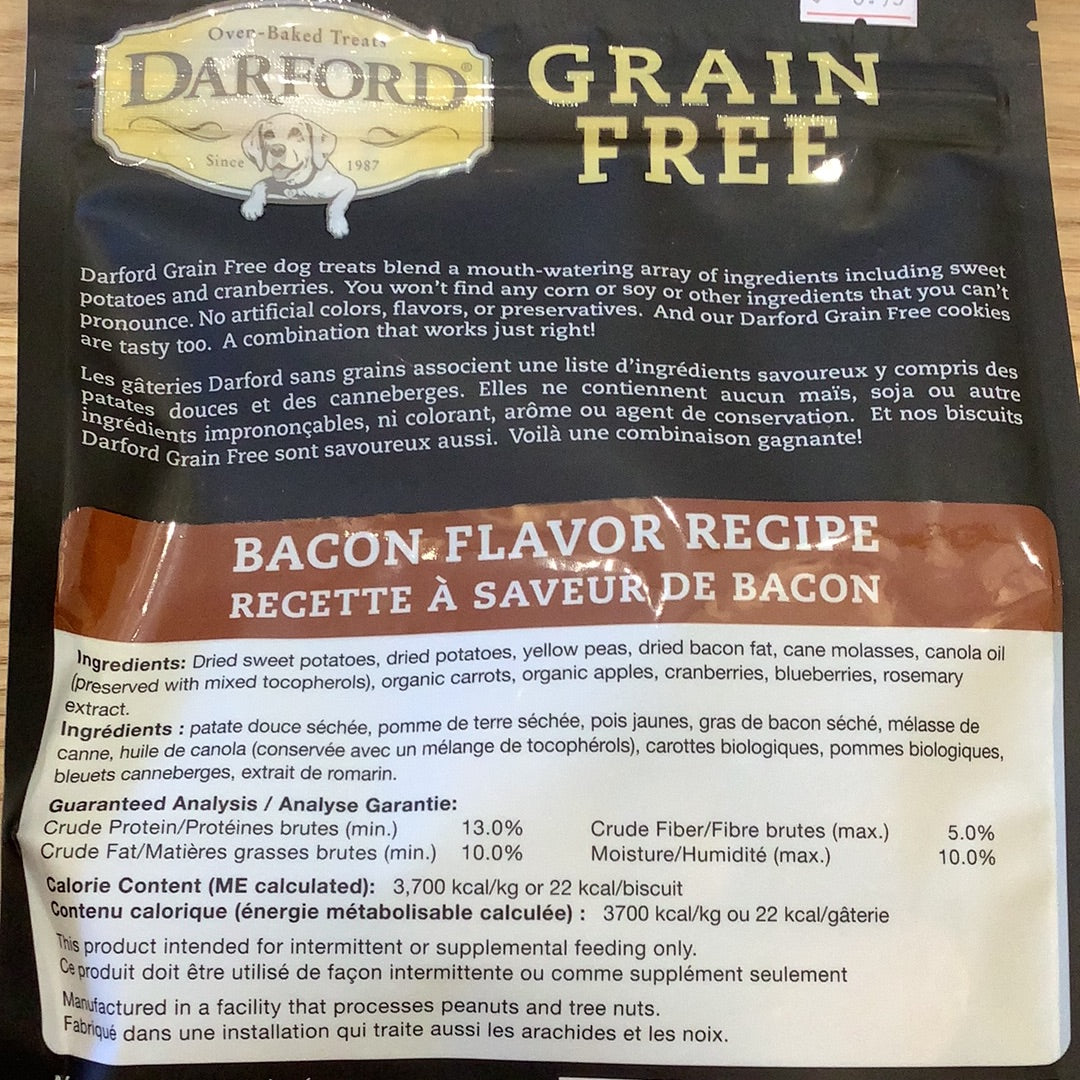 Over-Baked Treats
DARFORD®
Since 1987
GRAIN
FREE
Darford Grain Free dog treats blend a mouth-watering array of ingredients including sweet
potatoes and cranberries. You won't find any corn or soy or other ingredients that you can't
pronounce. No artificial colors, flavors, or preservatives. And our Darford Grain Free cookies
are tasty too. A combination that works just right!
Les gâteries Darford sans grains associent une liste d'ingrédients savoureux y compris des
patates douces et des canneberges. Elles ne contiennent aucun maïs, soja ou autre
ingrédients imprononçables, ni colorant, arôme ou agent de conservation. Et nos biscuits
Darford Grain Free sont savoureux aussi. Voilà une combinaison gagnante!
BACON FLAVOR RECIPE
RECETTE À SAVEUR DE BACON
Ingredients: Dried sweet potatoes, dried potatoes, yellow peas, dried bacon fat, cane molasses, canola oil
(preserved with mixed tocopherols), organic carrots, organic apples, cranberries, blueberries, rosemary
extract.
Ingrédients : patate douce séchée, pomme de terre séchée, pois jaunes, gras de bacon séché, mélasse de
canne, huile de canola (conservée avec un mélange de tocophérols), carottes biologiques, pommes biologiques,
bleuets canneberges, extrait de romarin.
Guaranteed Analysis / Analyse Garantie:
Crude Protein/Protéines brutes (min.) 13.0% Crude Fiber/Fibre brutes (max.) 5.0%
Crude Fat/Matières grasses brutes (min.) 10.0% Moisture/Humidité (max.) 10.0%
Calorie Content (ME calculated): 3,700 kcal/kg or 22 kcal/biscuit
Contenu calorique (énergie métabolisable calculée) : 3700 kcal/kg ou 22 kcal/gâterie
This product intended for intermittent or supplemental feeding only.
Ce produit doit être utilisé de façon intermittente ou comme supplément seulement
Manufactured in a facility that processes peanuts and tree nuts.
Fabriqué dans une installation qui traite aussi les arachides et les noix.